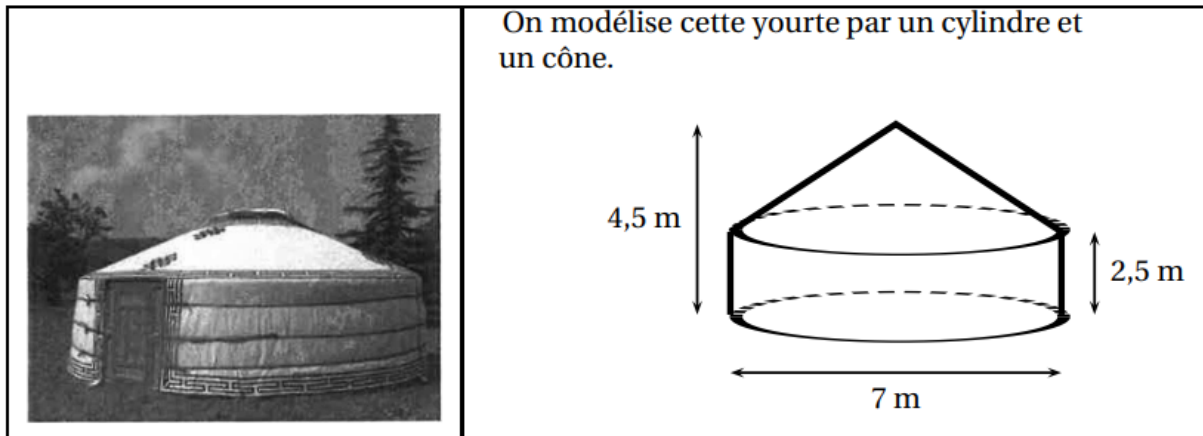 On modélise cette yourte par un cylindre et
un cône.
4,5 m
2,5 m
7 m